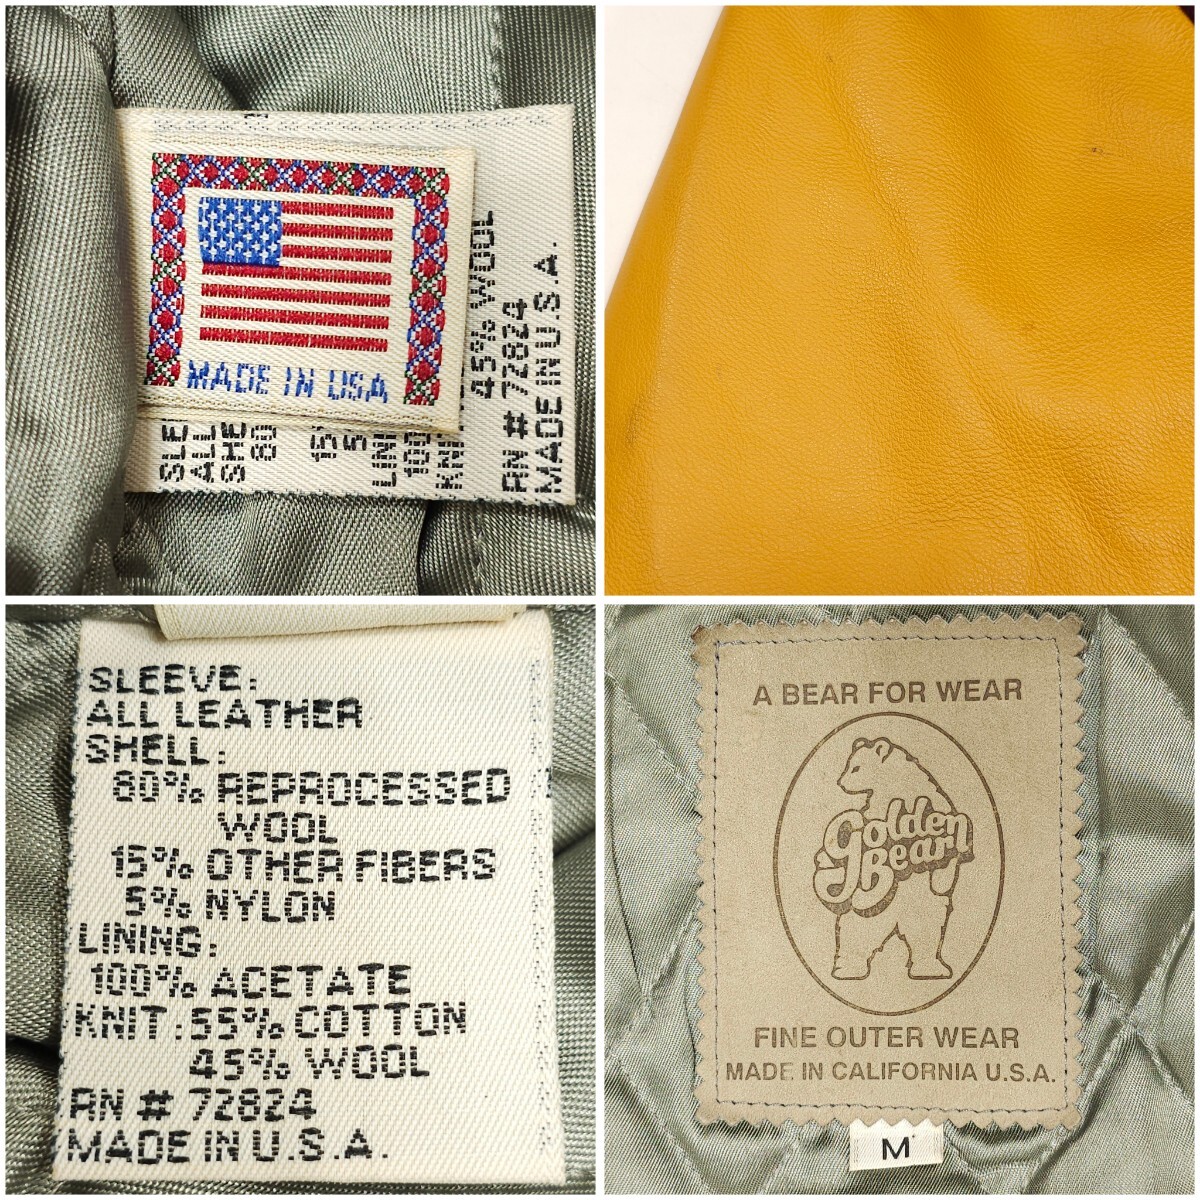 MADE IN USA
45% WOOL
RN # 72824
MADE IN U.S.A.
SLEEVE:
ALL LEATHER
SHELL:
80% REPROCESSED
WOOL
15% OTHER FIBERS
5% NYLON
LINING:
100% ACETATE
KNIT: 55% COTTON
45% WOOL
RN # 72824
MADE IN U.S.A.
A BEAR FOR WEAR
Golden
Bear
FINE OUTER WEAR
MADE IN CALIFORNIA U.S.A.
M